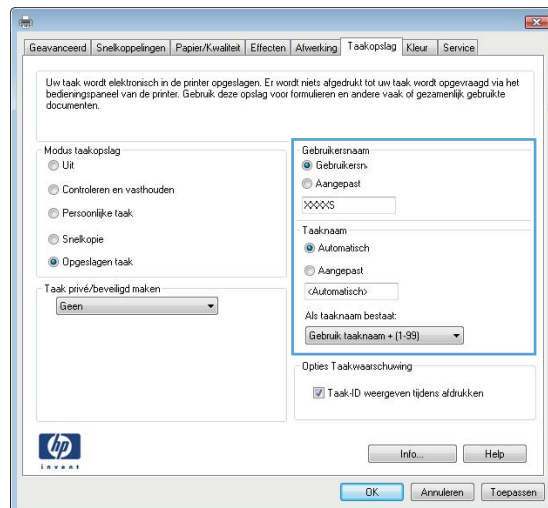 Geavanceerd Snelkoppelingen Papier/Kwaliteit Effecten Afwerking Taakopslag Kleur Service
Uw taak wordt elektronisch in de printer opgeslagen. Er wordt niets afgedrukt tot uw taak wordt opgevraagd via het
bedieningspaneel van de printer. Gebruik deze opslag voor formulieren en andere vaak of gezamenlijk gebruikte
documenten.
Modus taakopslag
Uit
Controleren en vasthouden
Persoonlijke taak
Snelkopie
Opgeslagen taak
Taak privé/beveiligd maken
Geen
Gebruikersnaam
Gebruikersn
Aangepast
XXXXS
Taaknaam
Automatisch
Aangepast
<Automatisch>
Als taaknaam bestaat:
Gebruik taaknaam + (1-99)
Opties Taakwaarschuwing
Taak-ID weergeven tijdens afdrukken
hp
invent
Info... Help
OK Annuleren Toepassen